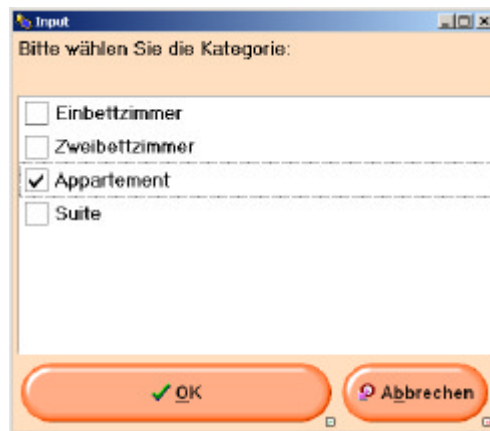 Input
Bitte wählen Sie die Kategorie:
Einbettzimmer
Zweibettzimmer
Appartement
Suite
OK
Abbrechen